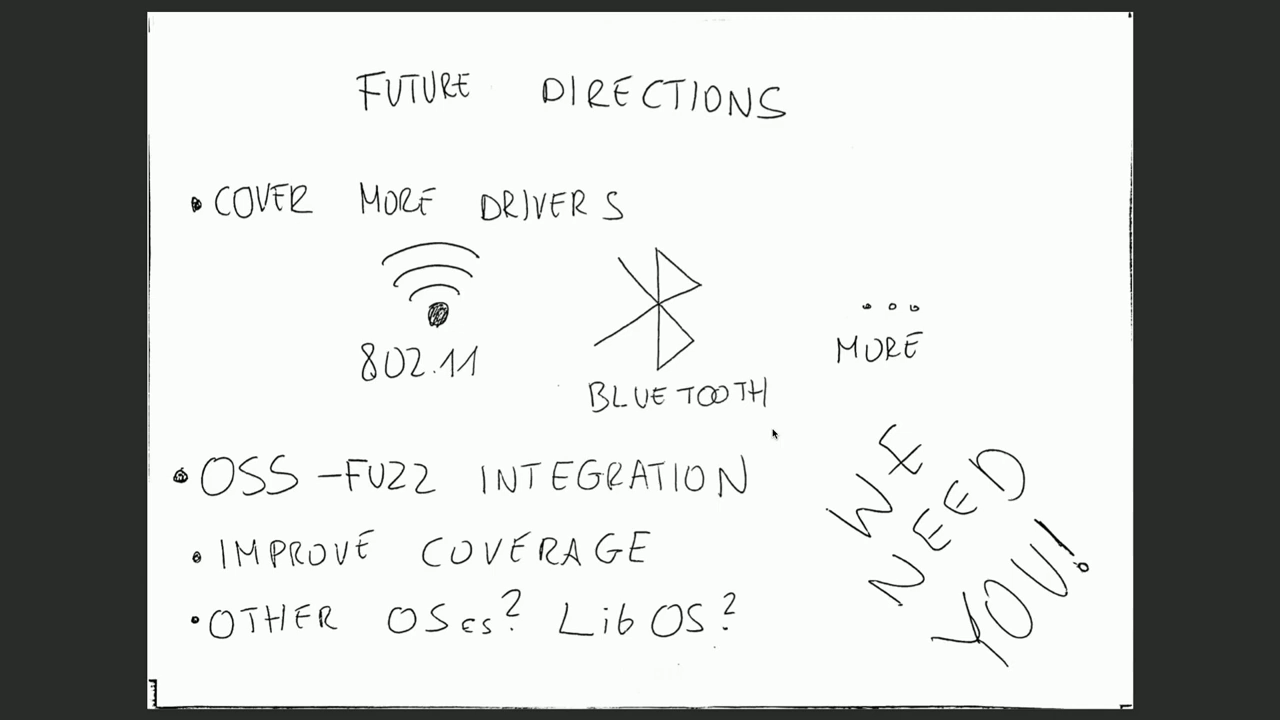 FUTURE DIRECTIONS
• COVER MORE DRIVERS
802.11
BLUETOOTH
... MORE
• OSS-FUZZ INTEGRATION
• IMPROVE COVERAGE
• OTHER OSes? LibOS?
WE
NEED
YOU!